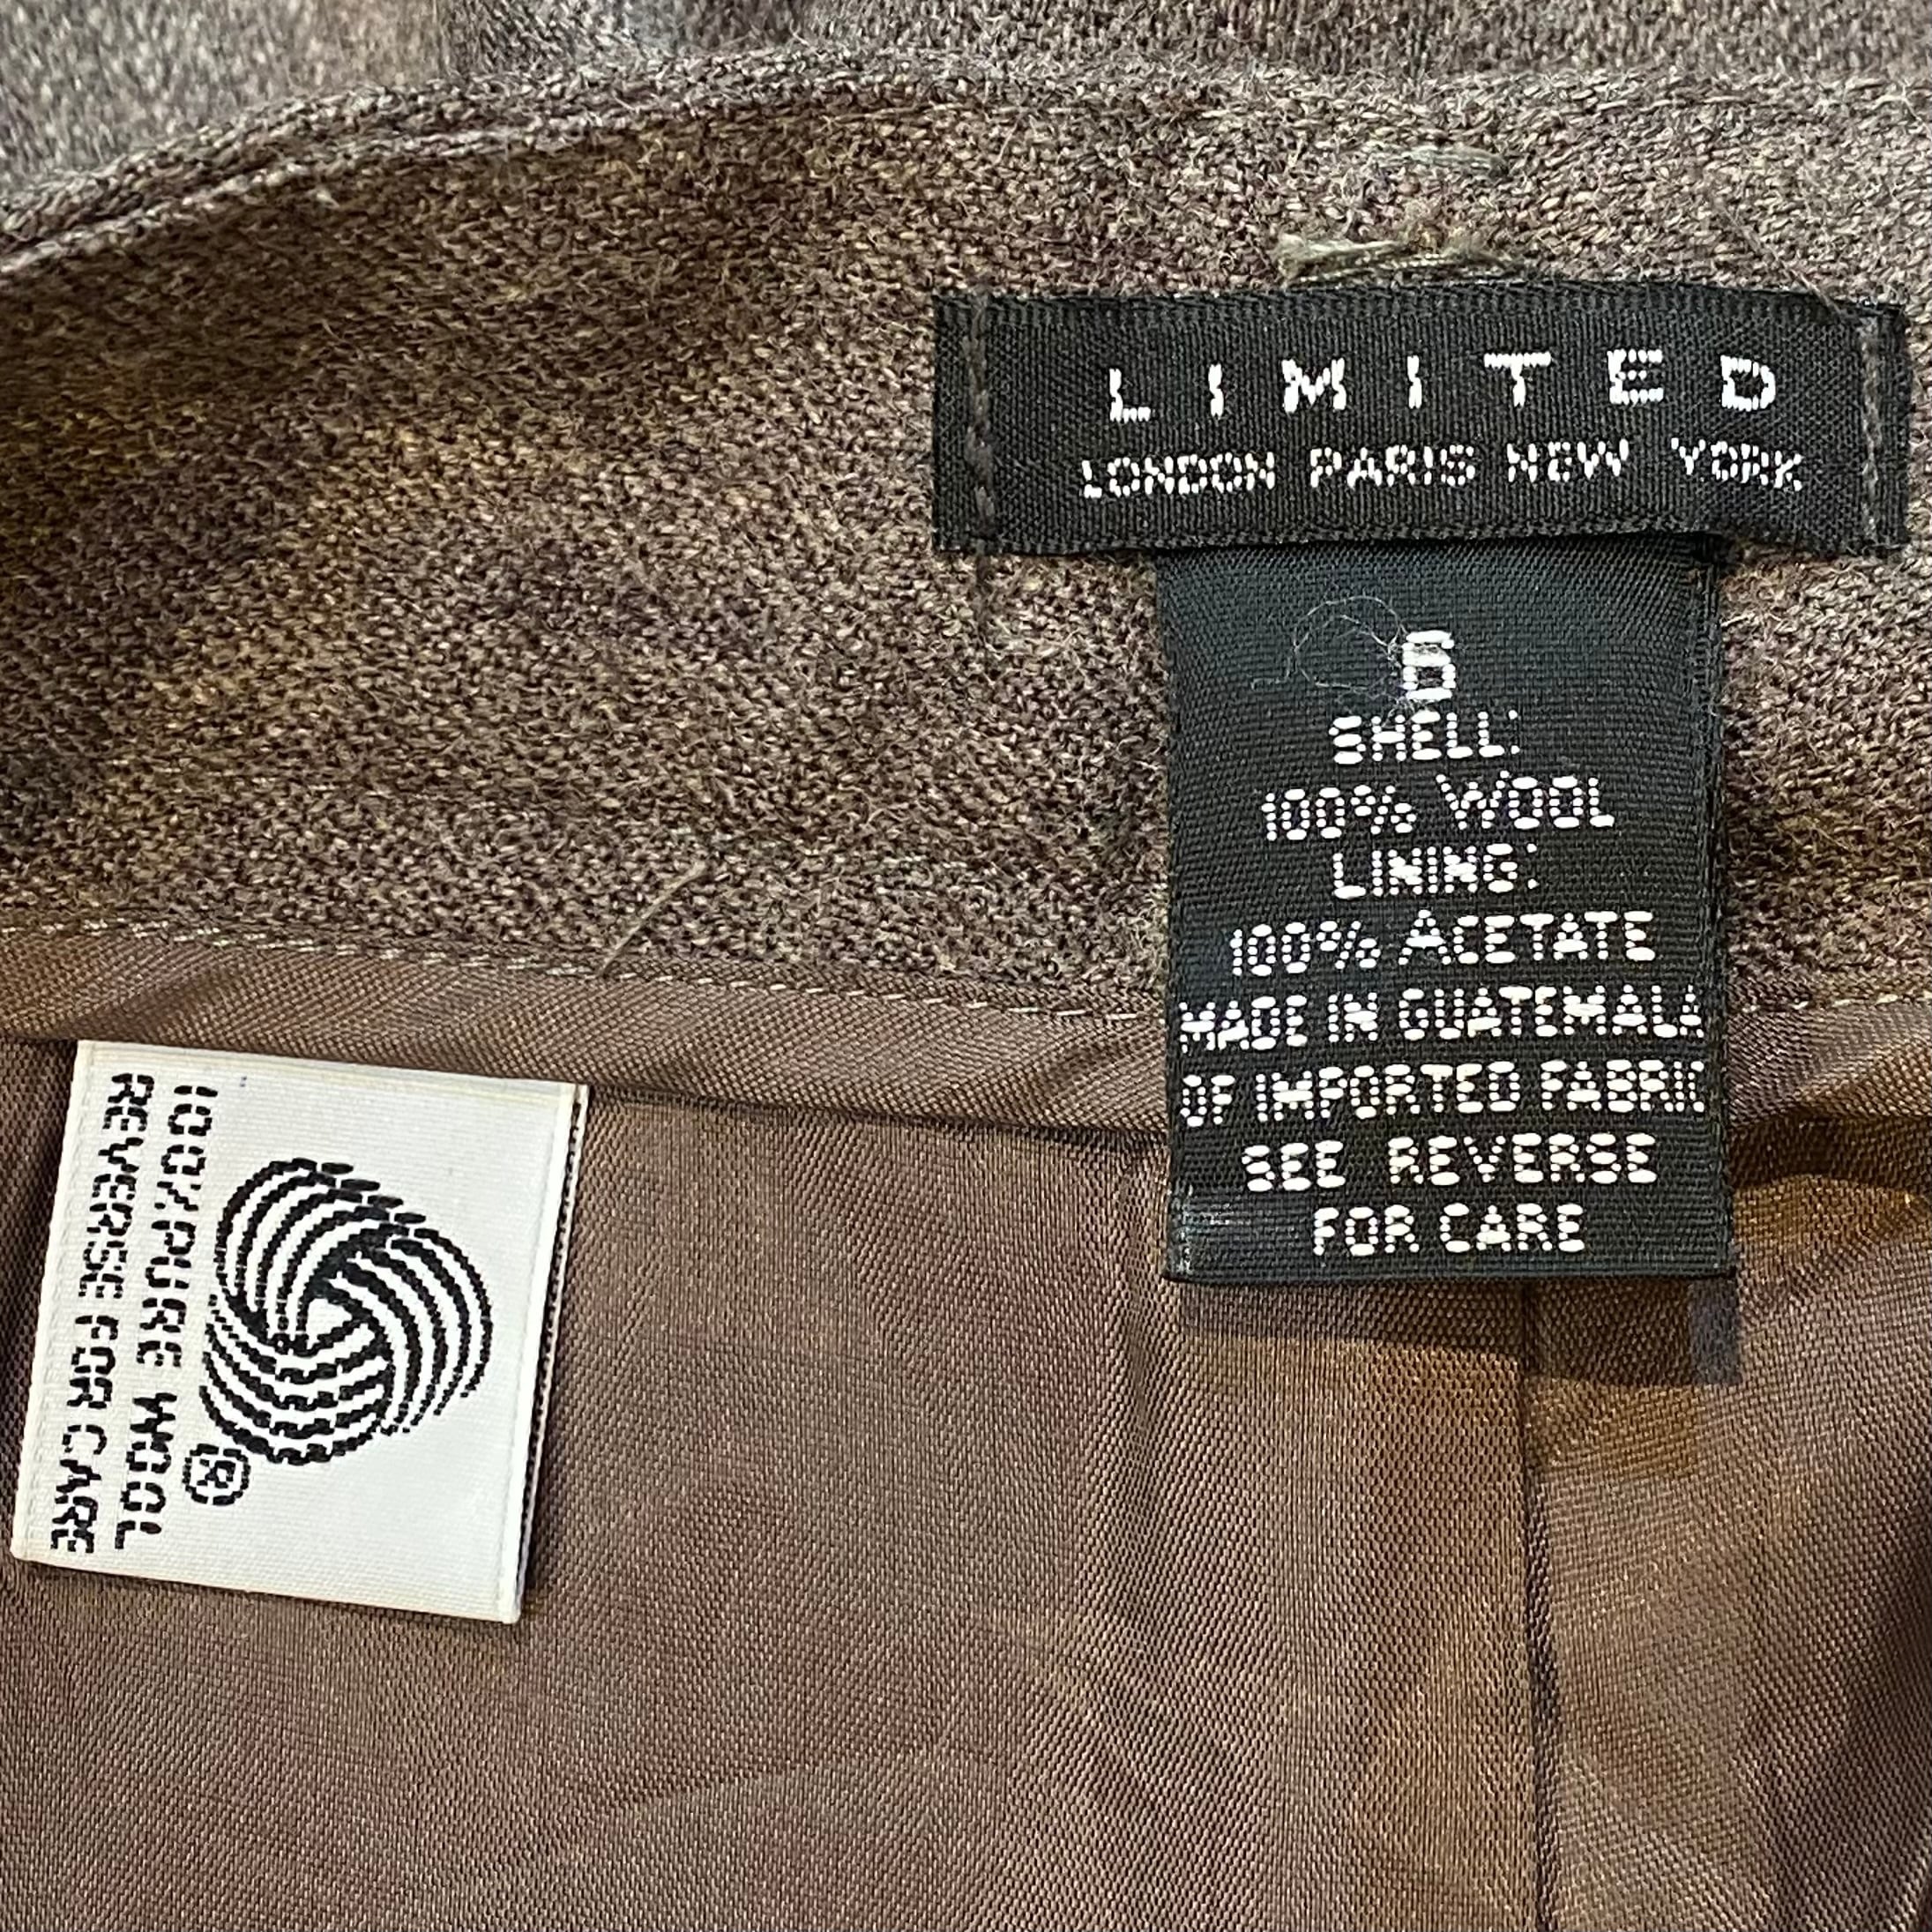 LIMITED
LONDON PARIS NEW YORK
6
SHELL:
100% WOOL
LINING:
100% ACETATE
MADE IN GUATEMALA
OF IMPORTED FABRIC
SEE REVERSE
FOR CARE
®
100% PURE WOOL
REVERSE FOR CARE